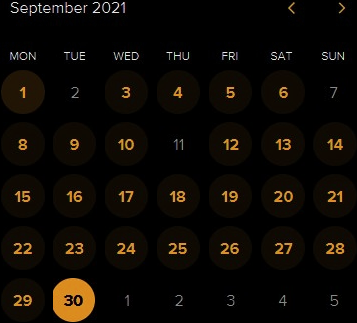 September 2021
MON TUE WED THU FRI SAT SUN
1 2 3 4 5 6 7
8 9 10 11 12 13 14
15 16 17 18 19 20 21
22 23 24 25 26 27 28
29 30 1 2 3 4 5